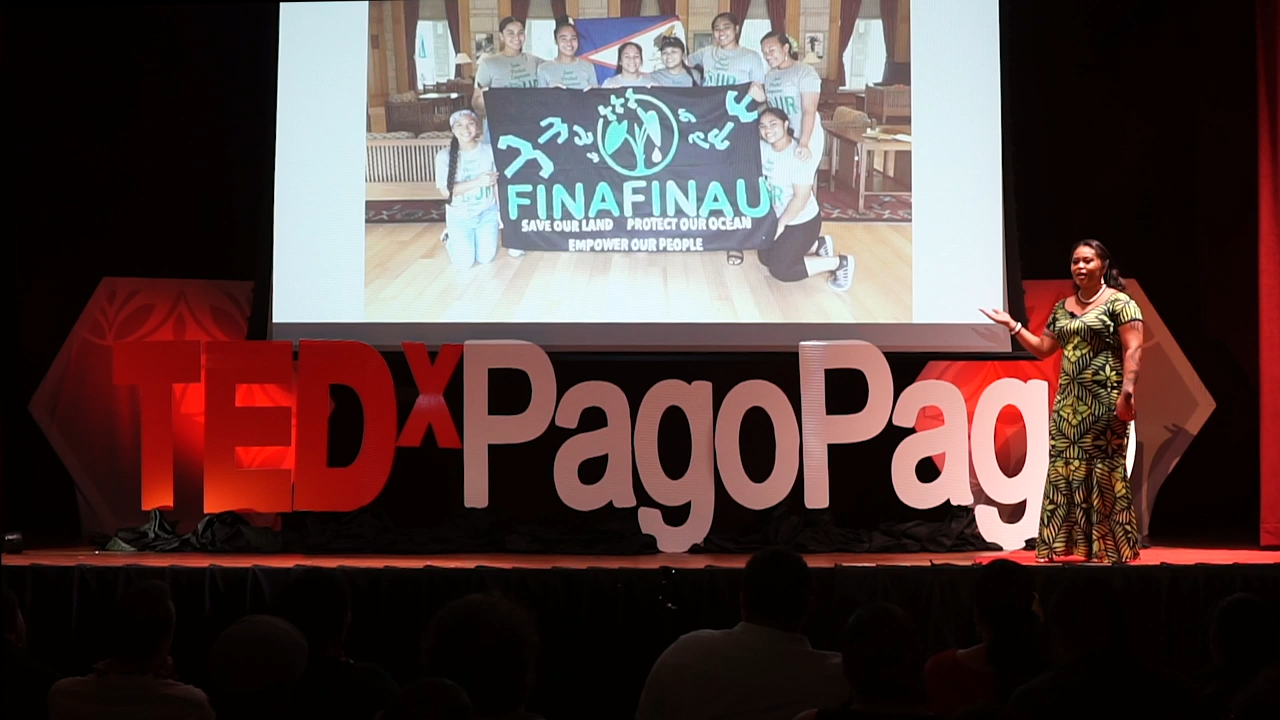 FINAFINAU
SAVE OUR LAND PROTECT OUR OCEAN
EMPOWER OUR PEOPLE
TEDxPagoPag